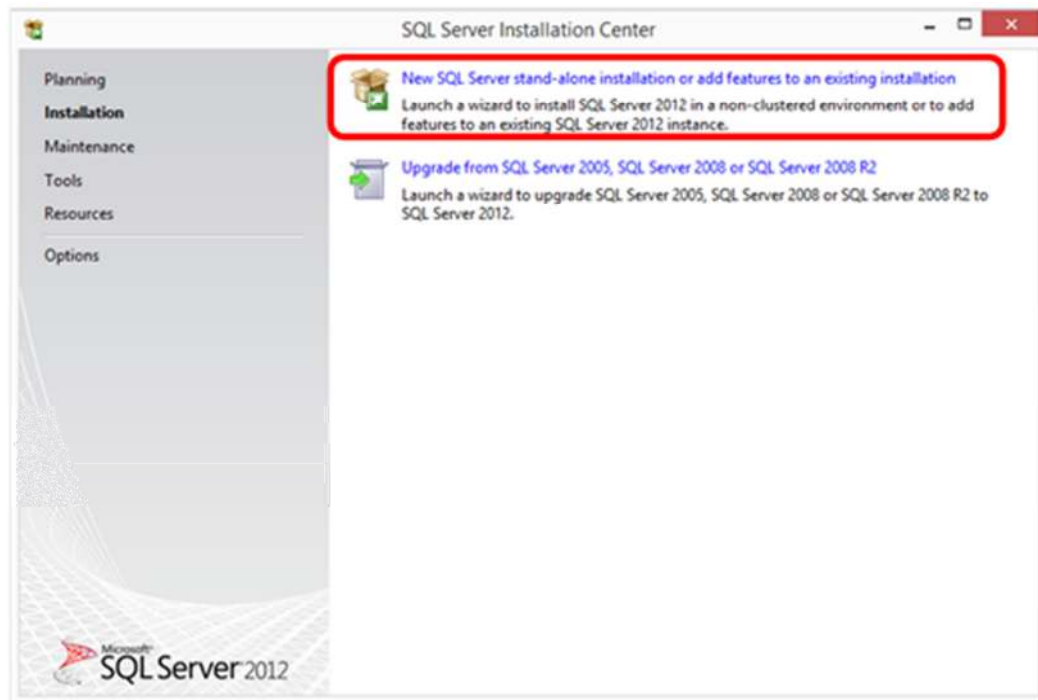 SQL Server Installation Center
Planning
Installation
Maintenance
Tools
Resources
Options
New SQL Server stand-alone installation or add features to an existing installation
Launch a wizard to install SQL Server 2012 in a non-clustered environment or to add
features to an existing SQL Server 2012 instance.
Upgrade from SQL Server 2005, SQL Server 2008 or SQL Server 2008 R2
Launch a wizard to upgrade SQL Server 2005, SQL Server 2008 or SQL Server 2008 R2 to
SQL Server 2012.
Microsoft
SQL Server 2012